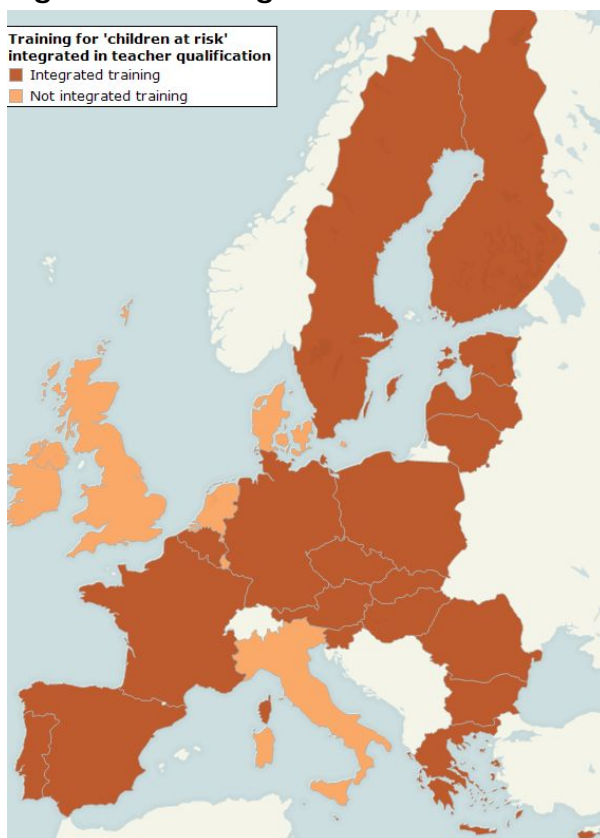 Training for 'children at risk'
integrated in teacher qualification
Integrated training
Not integrated training